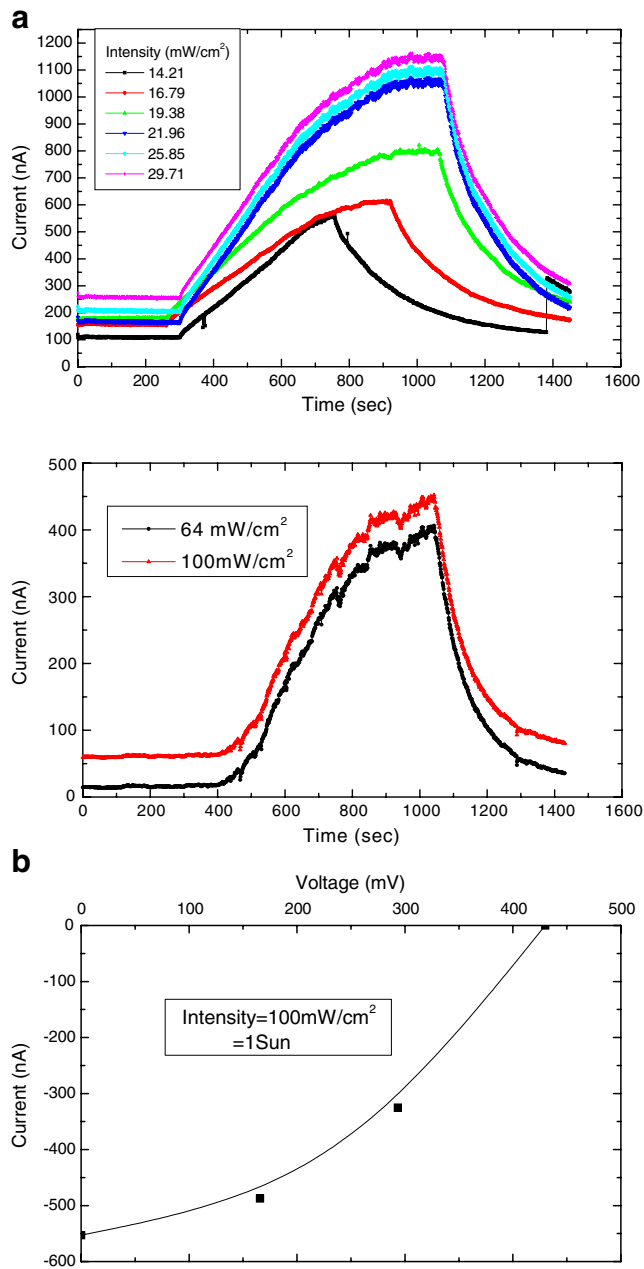 a
1200
1100
1000
900
800
700
600
500
400
300
200
100
0
Current (nA)
Intensity (mW/cm²)
14.21
16.79
19.38
21.96
25.85
29.71
0 200 400 600 800 1000 1200 1400 1600
Time (sec)
500
400
300
200
100
0
Current (nA)
64 mW/cm²
100mW/cm²
0 200 400 600 800 1000 1200 1400 1600
Time (sec)
b
Voltage (mV)
0 100 200 300 400 500
0
-100
-200
-300
-400
-500
-600
Current (nA)
Intensity=100mW/cm²
=1Sun